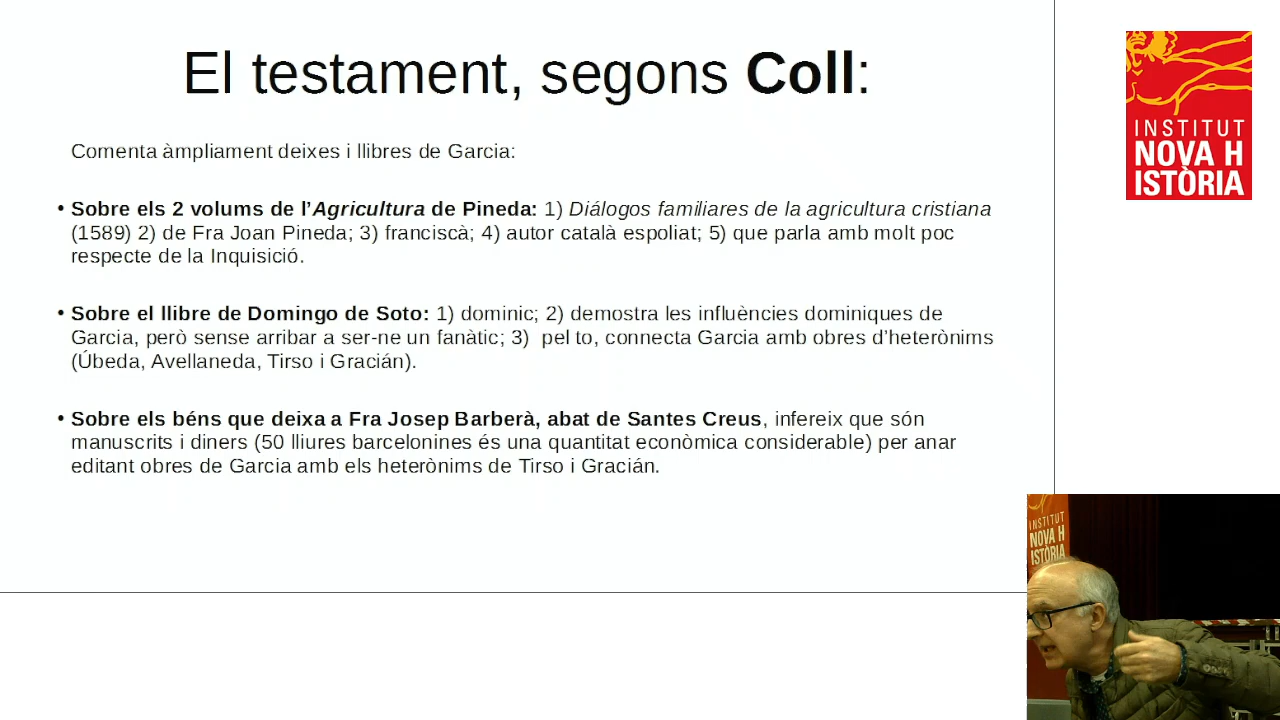 El testament, segons Coll:
INSTITUT
NOVA H
ISTÒRIA
Comenta àmpliament deixes i llibres de Garcia:
• Sobre els 2 volums de l’Agricultura de Pineda: 1) Diálogos familiares de la agricultura cristiana
(1589) 2) de Fra Joan Pineda; 3) franciscà; 4) autor català espoliat; 5) que parla amb molt poc
respecte de la Inquisició.
• Sobre el llibre de Domingo de Soto: 1) dominic; 2) demostra les influències dominiques de
Garcia, però sense arribar a ser-ne un fanàtic; 3) pel to, connecta Garcia amb obres d’heterònims
(Úbeda, Avellaneda, Tirso i Gracián).
• Sobre els béns que deixa a Fra Josep Barberà, abat de Santes Creus, infereix que són
manuscrits i diners (50 lliures barcelonines és una quantitat econòmica considerable) per anar
editant obres de Garcia amb els heterònims de Tirso i Gracián.
INSTITUT
NOVA H
ISTÒRIA